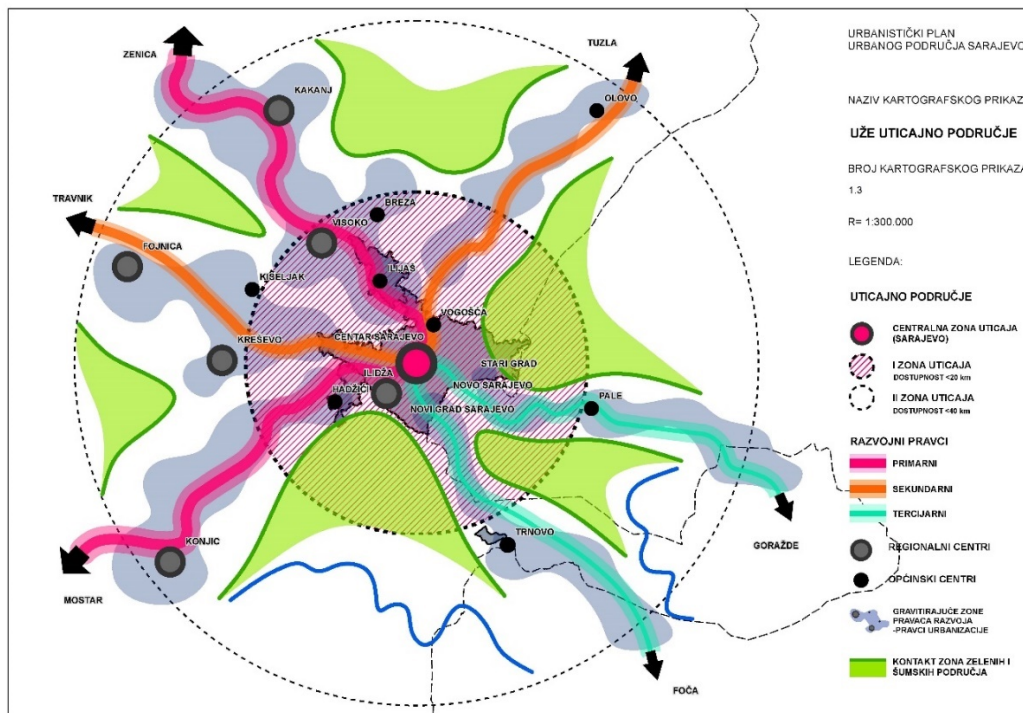 URBANISTIČKI PLAN
URBANOG PODRUČJA SARAJEVO
NAZIV KARTOGRAFSKOG PRIKAZA
UŽE UTICAJNO PODRUČJE
BROJ KARTOGRAFSKOG PRIKAZA
1.3
R= 1:300.000
LEGENDA:
UTICAJNO PODRUČJE
CENTRALNA ZONA UTICAJA
(SARAJEVO)
I ZONA UTICAJA
DOSTUPNOST <20 km
II ZONA UTICAJA
DOSTUPNOST <40 km
RAZVOJNI PRAVCI
PRIMARNI
SEKUNDARNI
TERCIJARNI
REGIONALNI CENTRI
OPĆINSKI CENTRI
GRAVITIRAJUĆE ZONE
PRAVACA RAZVOJA
-PRAVCI URBANIZACIJE
KONTAKT ZONA ZELENIH I
ŠUMSKIH PODRUČJA
ZENICA
TUZLA
KAKANJ
OLOVO
TRAVNIK
BREZA
VISOKO
FOJNICA
ILIJAŠ
KISELJAK
VOGOŠĆA
KREŠEVO
CENTAR SARAJEVO
STARI GRAD
ILIDŽA
HADŽIĆI
NOVO SARAJEVO
NOVI GRAD SARAJEVO
PALE
KONJIC
TRNOVO
GORAŽDE
MOSTAR
FOČA